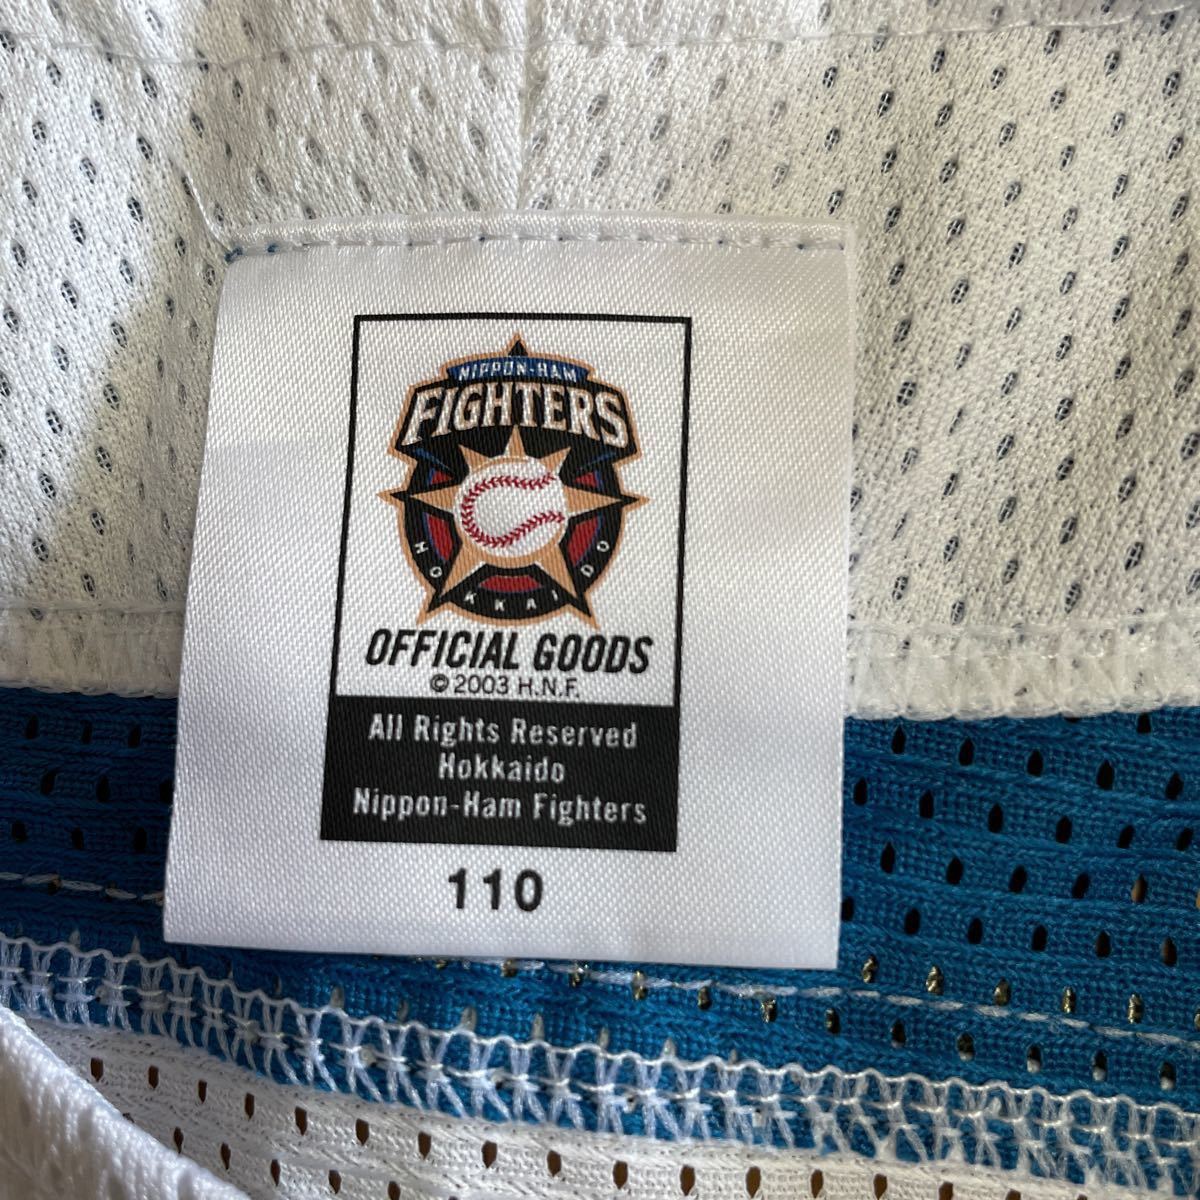 NIPPON-HAM
FIGHTERS
HOKKAIDO
OFFICIAL GOODS
© 2003 H.N.F.
All Rights Reserved
Hokkaido
Nippon-Ham Fighters
110